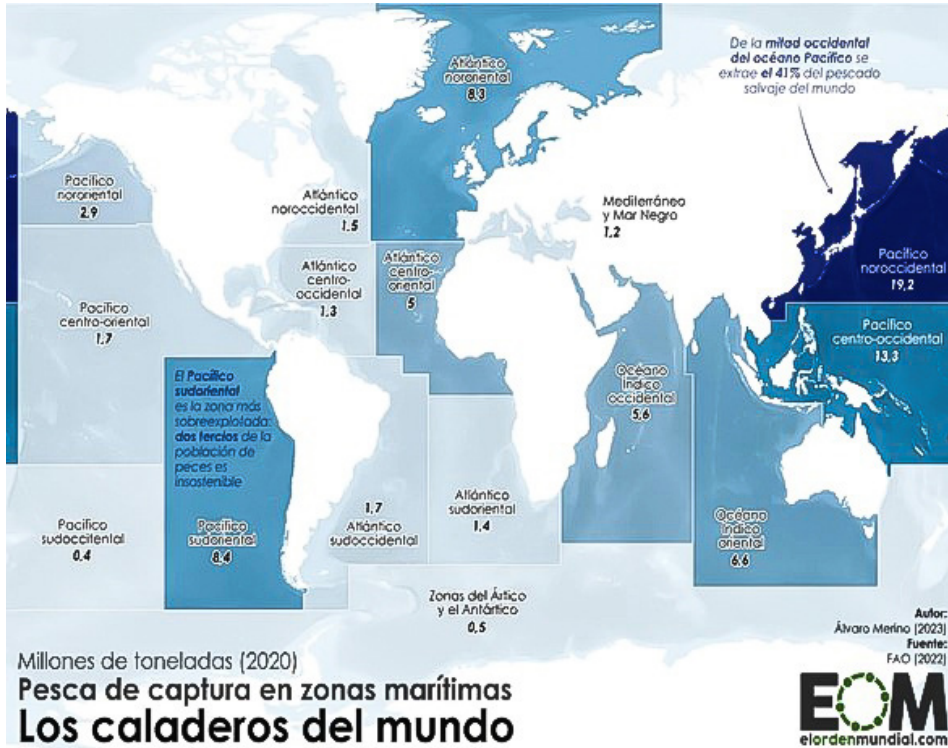 De la mitad occidental
del océano Pacífico se
extrae el 41% del pescado
salvaje del mundo
Atlántico
nororiental
8,3
Pacífico
nororiental
2,9
Atlántico
noroccidental
1,5
Mediterráneo
y Mar Negro
1,2
Pacífico
noroccidental
19,2
Atlántico
centro-
occidental
1,3
Atlántico
centro-
oriental
5
Pacífico
centro-oriental
1,7
Pacífico
centro-occidental
13,3
El Pacífico
sudoriental
es la zona más
sobreexplotada:
dos tercios de la
población de
peces es
insostenible
Océano
Índico
occidental
5,6
Pacífico
sudoccitental
0,4
Pacífico
sudoriental
8,4
1,7
Atlántico
sudoccidental
Atlántico
sudoriental
1,4
Océano
Índico
oriental
6,6
Zonas del Ártico
y el Antártico
0,5
Autor:
Álvaro Merino (2023)
Fuente:
FAO (2022)
Millones de toneladas (2020)
Pesca de captura en zonas marítimas
Los caladeros del mundo
EOM
elordenmundial.com